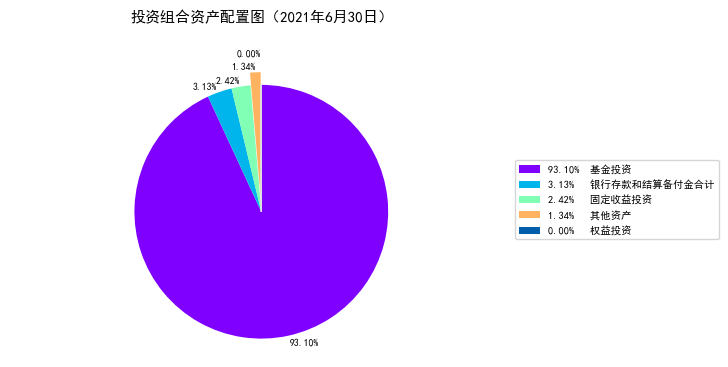 投资组合资产配置图（2021年6月30日）
0.00%
1.34%
2.42%
3.13%
93.10%
93.10% 基金投资
3.13% 银行存款和结算备付金合计
2.42% 固定收益投资
1.34% 其他资产
0.00% 权益投资